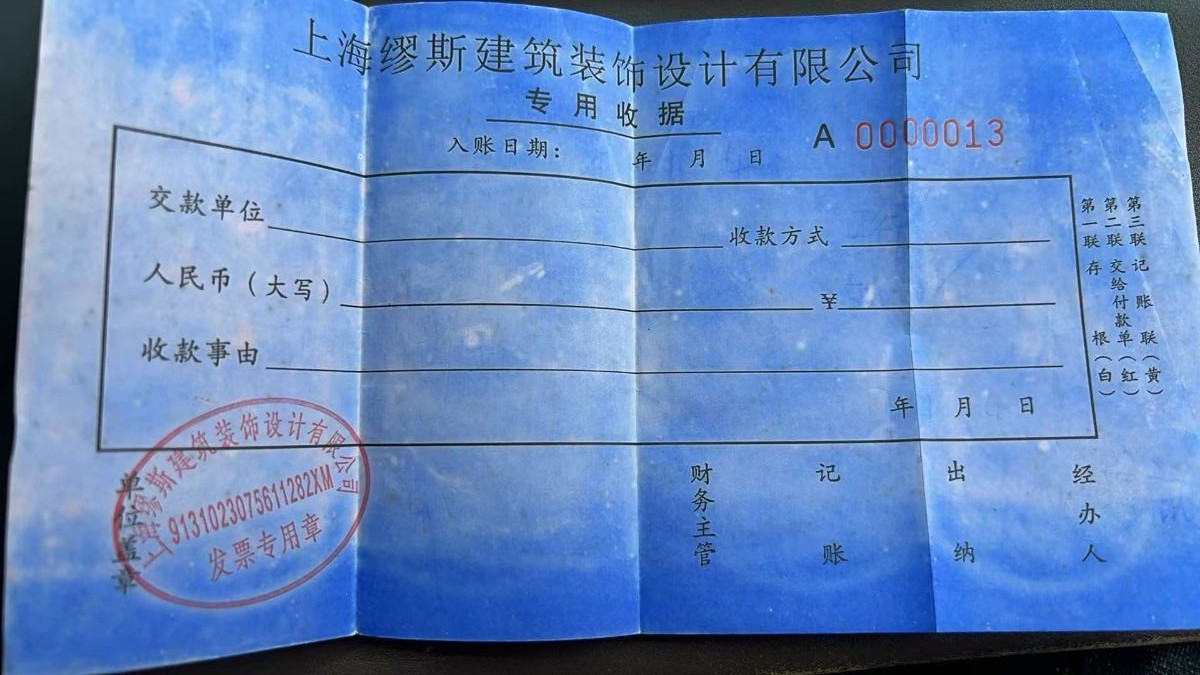 上海缪斯建筑装饰设计有限公司
专用收据
入账日期： 年 月 日 A 0000013
交款单位 收款方式
人民币（大写） ¥
收款事由
年 月 日
第一联 存根（白）
第二联 交给付款单（红）
第三联 记账联（黄）
单位盖章
上海缪斯建筑装饰设计有限公司
9131023075611282XM
发票专用章
财务主管 记账 出纳 经办人